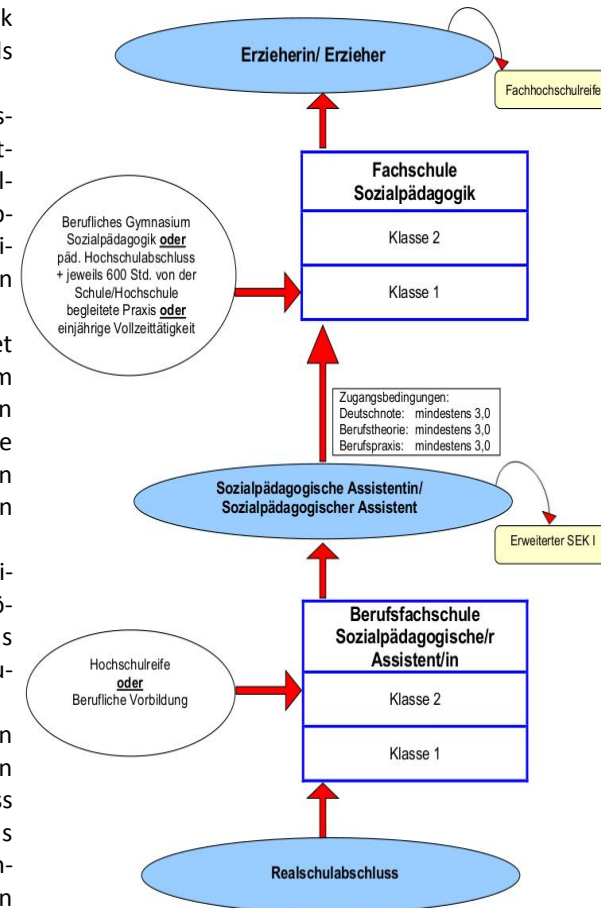 k
ls
s-
t-
l-
o-
i-
n
et
m
n
e
n
n
i-
ö-
s
u-
n
n
ss
s
n-
n
Erzieherin/ Erzieher
Fachhochschulreife
Fachschule
Sozialpädagogik
Klasse 2
Klasse 1
Berufliches Gymnasium
Sozialpädagogik oder
päd. Hochschulabschluss
+ jeweils 600 Std. von der
Schule/Hochschule
begleitete Praxis oder
einjährige Vollzeittätigkeit
Zugangsbedingungen:
Deutschnote: mindestens 3,0
Berufstheorie: mindestens 3,0
Berufspraxis: mindestens 3,0
Sozialpädagogische Assistentin/
Sozialpädagogischer Assistent
Erweiterter SEK I
Berufsfachschule
Sozialpädagogische/r
Assistent/in
Klasse 2
Klasse 1
Hochschulreife
oder
Berufliche Vorbildung
Realschulabschluss